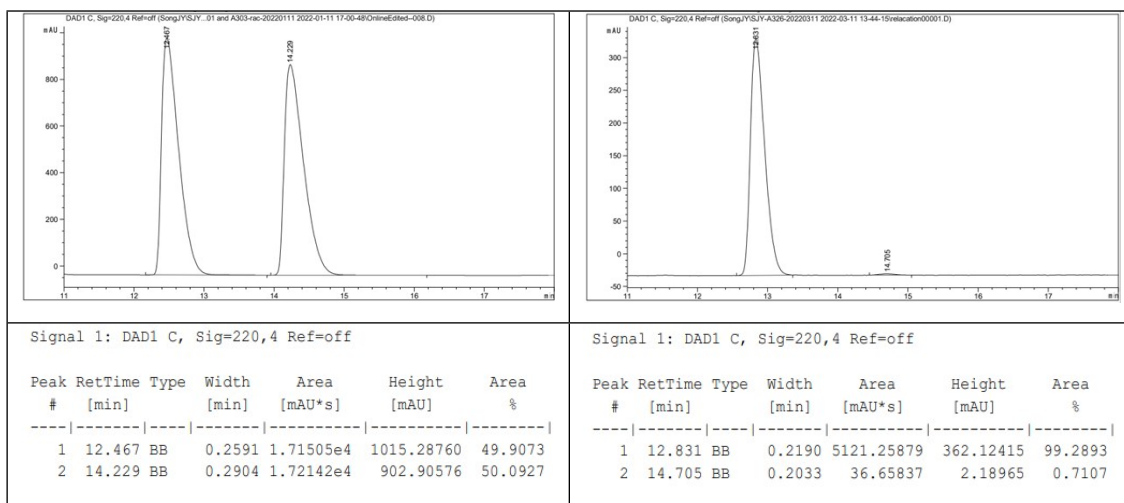 DAD1 C, Sig=220,4 Ref=off (SongJY\SJY...01 and A303-rac-20220111 2022-01-11 17-00-48\OnlineEdited--008.D)
mAU
12.467
14.229
800
600
400
200
0
11 12 13 14 15 16 17 min
DAD1 C, Sig=220,4 Ref=off (SongJY\SJY-A326-20220311 2022-03-11 13-44-15\relacation00001.D)
mAU
12.831
14.705
300
250
200
150
100
50
0
-50
11 12 13 14 15 16 17 min
Signal 1: DAD1 C, Sig=220,4 Ref=off
Peak RetTime Type Width Area Height Area
# [min] [min] [mAU*s] [mAU] %
----|-------|----|-------|----------|----------|--------|
1 12.467 BB 0.2591 1.71505e4 1015.28760 49.9073
2 14.229 BB 0.2904 1.72142e4 902.90576 50.0927
Signal 1: DAD1 C, Sig=220,4 Ref=off
Peak RetTime Type Width Area Height Area
# [min] [min] [mAU*s] [mAU] %
----|-------|----|-------|----------|----------|--------|
1 12.831 BB 0.2190 5121.25879 362.12415 99.2893
2 14.705 BB 0.2033 36.65837 2.18965 0.7107